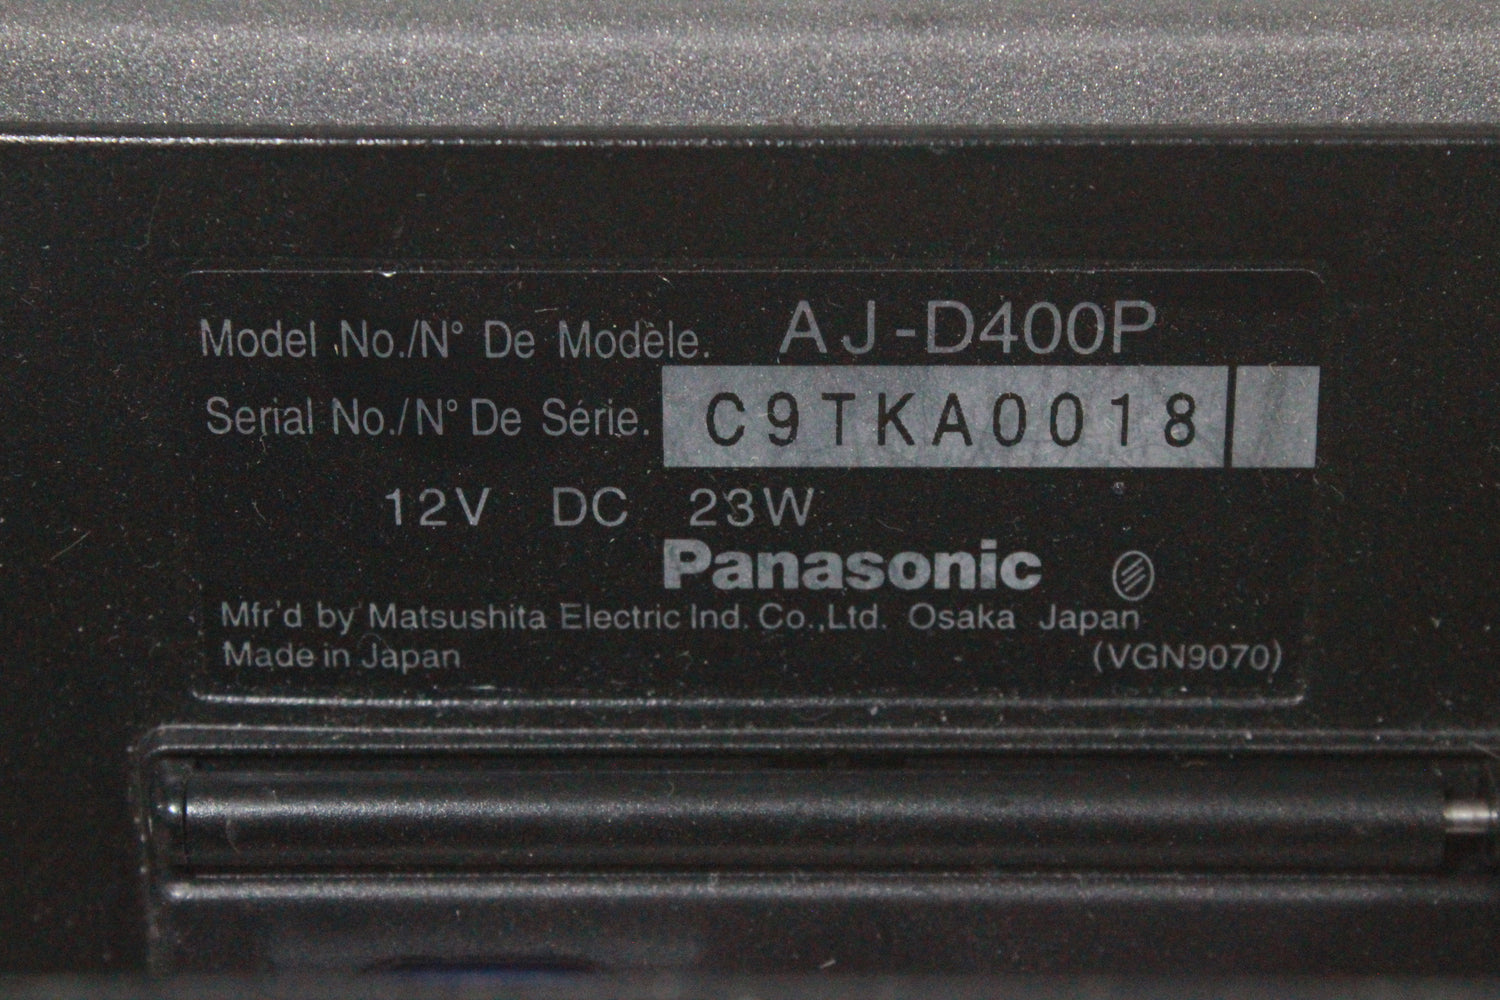 Model No./N° De Modèle. AJ-D400P
Serial No./N° De Série. C9TKA0018
12V DC 23W
Panasonic
Mfr'd by Matsushita Electric Ind. Co.,Ltd. Osaka Japan
Made in Japan (VGN9070)